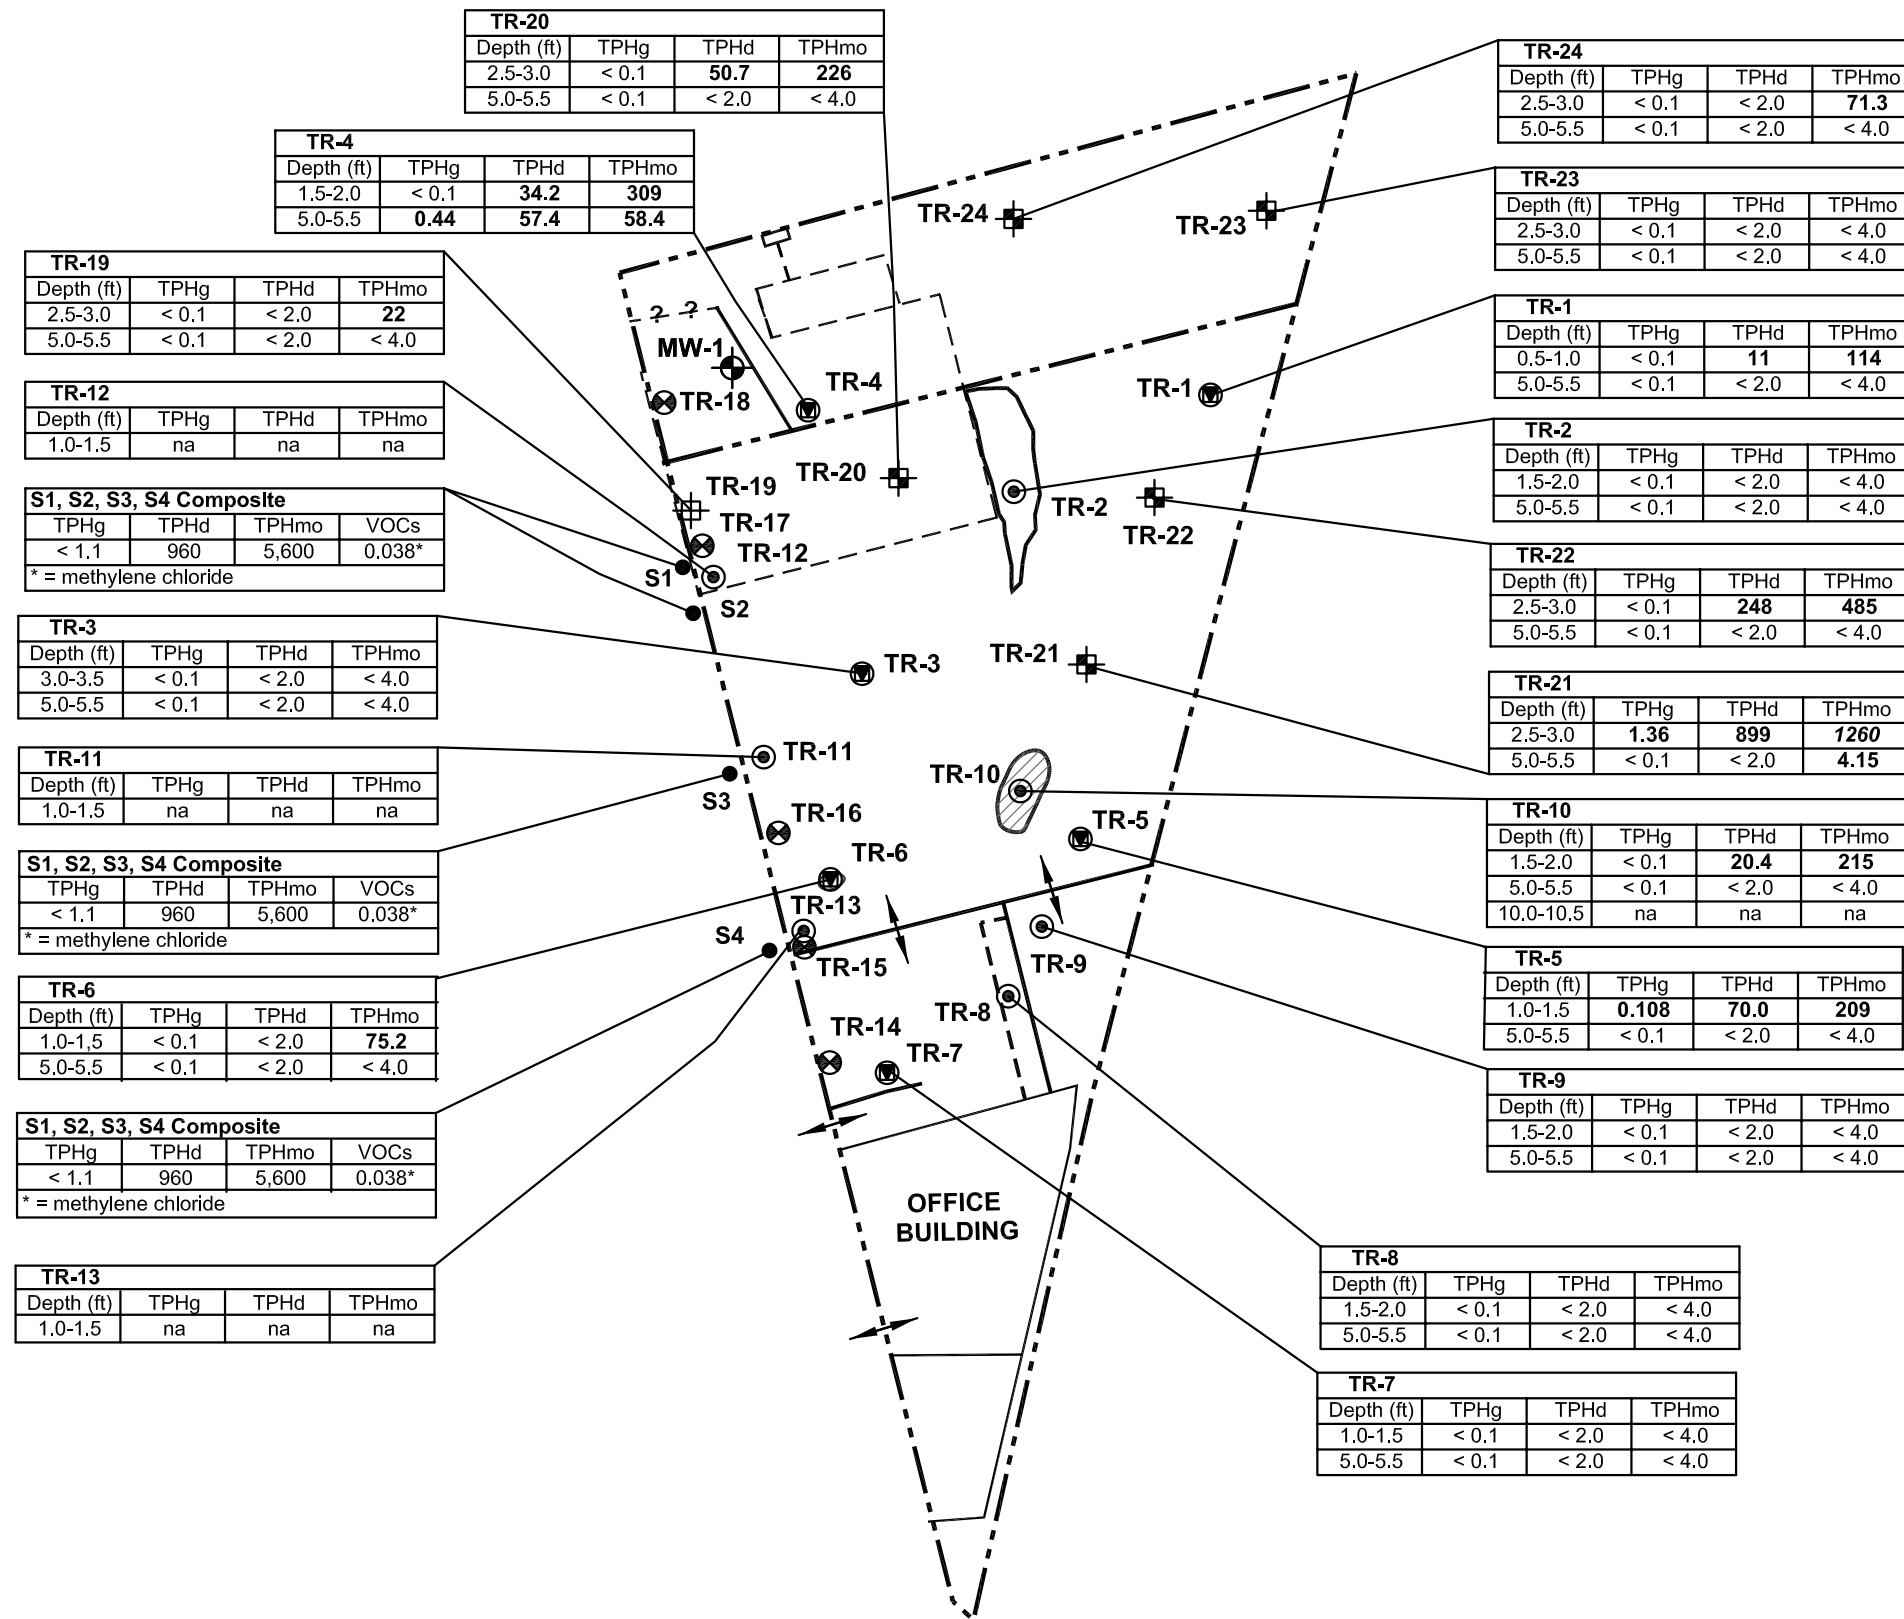 TR-20
Depth (ft) TPHg TPHd TPHmo
2.5-3.0 < 0.1 50.7 226
5.0-5.5 < 0.1 < 2.0 < 4.0
TR-4
Depth (ft) TPHg TPHd TPHmo
1.5-2.0 < 0.1 34.2 309
5.0-5.5 0.44 57.4 58.4
TR-19
Depth (ft) TPHg TPHd TPHmo
2.5-3.0 < 0.1 < 2.0 22
5.0-5.5 < 0.1 < 2.0 < 4.0
TR-12
Depth (ft) TPHg TPHd TPHmo
1.0-1.5 na na na
S1, S2, S3, S4 Composite
TPHg TPHd TPHmo VOCs
< 1.1 960 5,600 0.038*
* = methylene chloride
TR-3
Depth (ft) TPHg TPHd TPHmo
3.0-3.5 < 0.1 < 2.0 < 4.0
5.0-5.5 < 0.1 < 2.0 < 4.0
TR-11
Depth (ft) TPHg TPHd TPHmo
1.0-1.5 na na na
S1, S2, S3, S4 Composite
TPHg TPHd TPHmo VOCs
< 1.1 960 5,600 0.038*
* = methylene chloride
TR-6
Depth (ft) TPHg TPHd TPHmo
1.0-1,5 < 0.1 < 2.0 75.2
5.0-5.5 < 0.1 < 2.0 < 4.0
S1, S2, S3, S4 Composite
TPHg TPHd TPHmo VOCs
< 1.1 960 5,600 0.038*
* = methylene chloride
TR-13
Depth (ft) TPHg TPHd TPHmo
1.0-1.5 na na na
TR-24
TR-23
? ?
MW-1
TR-18
TR-4
TR-1
TR-20
TR-19
TR-2
TR-17
TR-22
TR-12
S1
S2
TR-3
TR-21
TR-11
TR-10
S3
TR-16
TR-5
TR-6
TR-13
S4
TR-15
TR-9
TR-8
TR-14
TR-7
OFFICE
BUILDING
TR-24
Depth (ft) TPHg TPHd TPHmo
2.5-3.0 < 0.1 < 2.0 71.3
5.0-5.5 < 0.1 < 2.0 < 4.0
TR-23
Depth (ft) TPHg TPHd TPHmo
2.5-3.0 < 0.1 < 2.0 < 4.0
5.0-5.5 < 0.1 < 2.0 < 4.0
TR-1
Depth (ft) TPHg TPHd TPHmo
0.5-1.0 < 0.1 11 114
5.0-5.5 < 0.1 < 2.0 < 4.0
TR-2
Depth (ft) TPHg TPHd TPHmo
1.5-2.0 < 0.1 < 2.0 < 4.0
5.0-5.5 < 0.1 < 2.0 < 4.0
TR-22
Depth (ft) TPHg TPHd TPHmo
2.5-3.0 < 0.1 248 485
5.0-5.5 < 0.1 < 2.0 < 4.0
TR-21
Depth (ft) TPHg TPHd TPHmo
2.5-3.0 1.36 899 1260
5.0-5.5 < 0.1 < 2.0 4.15
TR-10
Depth (ft) TPHg TPHd TPHmo
1.5-2.0 < 0.1 20.4 215
5.0-5.5 < 0.1 < 2.0 < 4.0
10.0-10.5 na na na
TR-5
Depth (ft) TPHg TPHd TPHmo
1.0-1.5 0.108 70.0 209
5.0-5.5 < 0.1 < 2.0 < 4.0
TR-9
Depth (ft) TPHg TPHd TPHmo
1.5-2.0 < 0.1 < 2.0 < 4.0
5.0-5.5 < 0.1 < 2.0 < 4.0
TR-8
Depth (ft) TPHg TPHd TPHmo
1.5-2.0 < 0.1 < 2.0 < 4.0
5.0-5.5 < 0.1 < 2.0 < 4.0
TR-7
Depth (ft) TPHg TPHd TPHmo
1.0-1.5 < 0.1 < 2.0 < 4.0
5.0-5.5 < 0.1 < 2.0 < 4.0